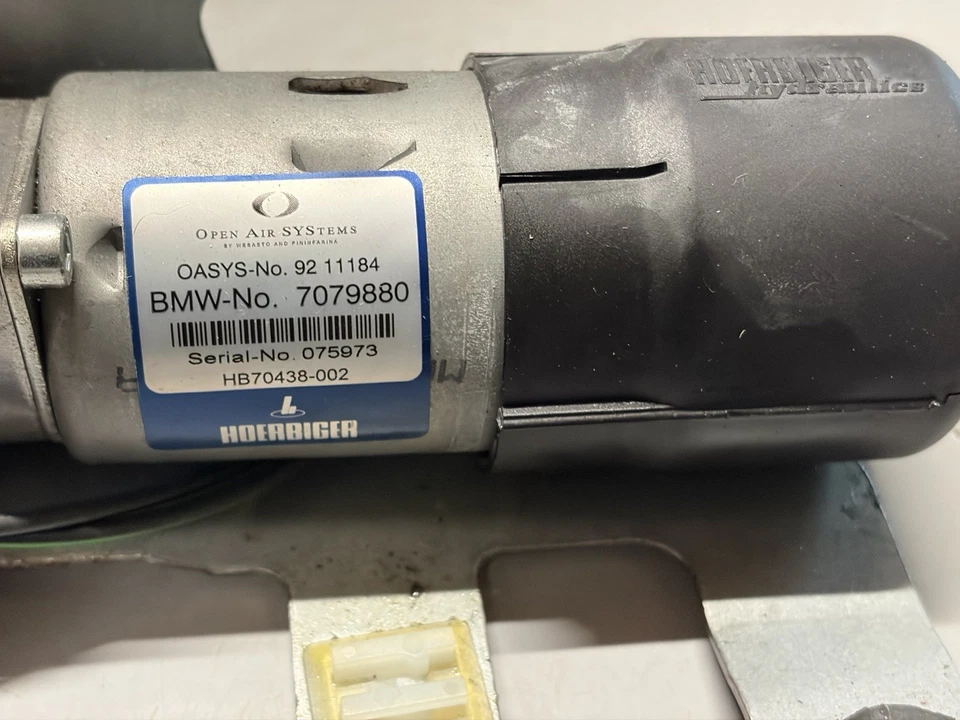 HOERBIGER
hydraulics
OPEN AIR SYSTEMS
BY WEBASTO AND PININFARINA
OASYS-No. 92 11184
BMW-No. 7079880
Serial-No. 075973
HB70438-002
HOERBIGER